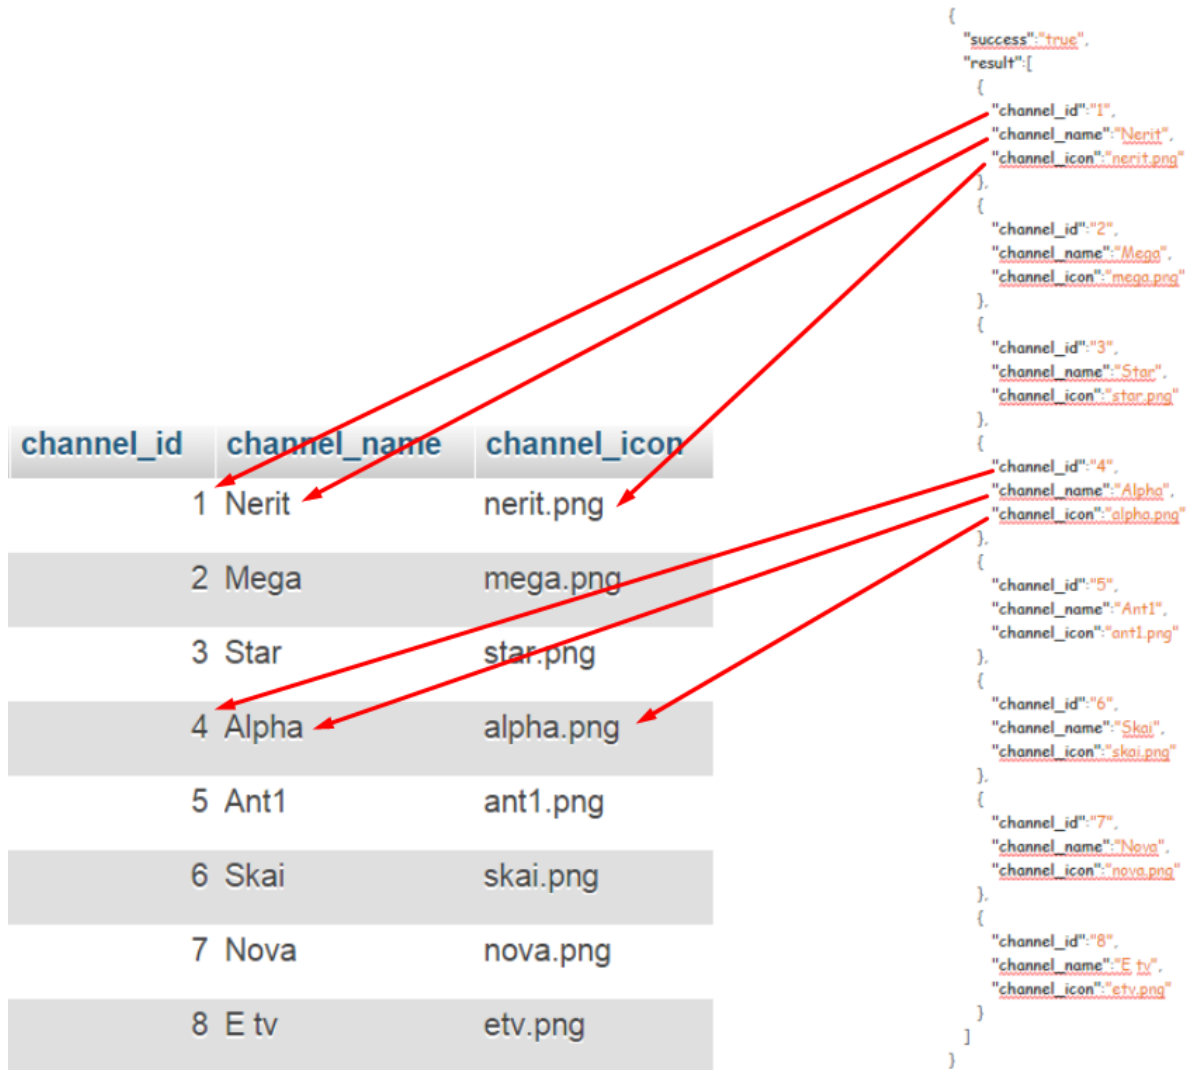 channel_id channel_name channel_icon
1 Nerit nerit.png
2 Mega mega.png
3 Star star.png
4 Alpha alpha.png
5 Ant1 ant1.png
6 Skai skai.png
7 Nova nova.png
8 E tv etv.png
{
"success":"true",
"result":[
{
"channel_id":"1",
"channel_name":"Nerit",
"channel_icon":"nerit.png"
},
{
"channel_id":"2",
"channel_name":"Mega",
"channel_icon":"mega.png"
},
{
"channel_id":"3",
"channel_name":"Star",
"channel_icon":"star.png"
},
{
"channel_id":"4",
"channel_name":"Alpha",
"channel_icon":"alpha.png"
},
{
"channel_id":"5",
"channel_name":"Ant1",
"channel_icon":"ant1.png"
},
{
"channel_id":"6",
"channel_name":"Skai",
"channel_icon":"skai.png"
},
{
"channel_id":"7",
"channel_name":"Nova",
"channel_icon":"nova.png"
},
{
"channel_id":"8",
"channel_name":"E tv",
"channel_icon":"etv.png"
}
]
}